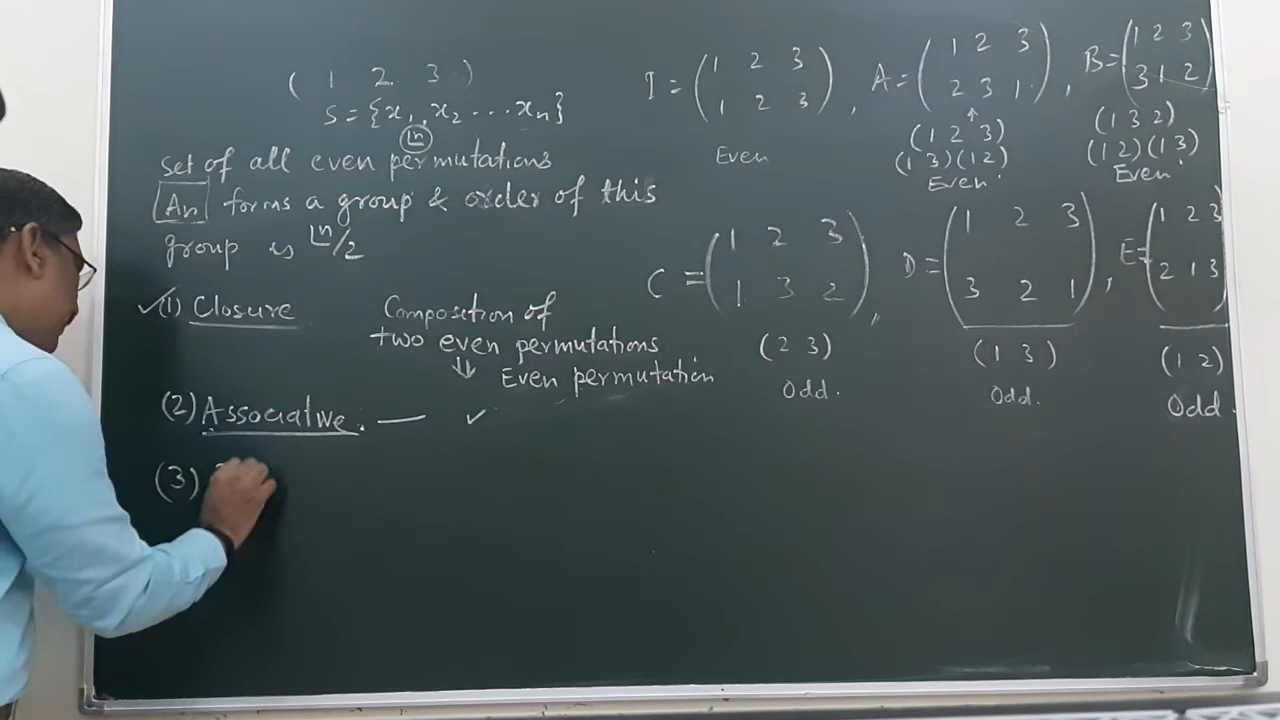 ( 1 2 3 )
S = {x₁, x₂ ... xₙ}
⌊n
set of all even permutations
Aₙ forms a group & order of this
group is ⌊n/2
✓(1) Closure
Composition of
two even permutations
⇓ Even permutation
(2) Associative : — ✓
(3)
I = ( 1 2 3 ) , A = ( 1 2 3 ) , B = ( 1 2 3 )
( 1 2 3 ) ( 2 3 1 ) ( 3 1 2 )
↑
(1 2 3) (1 3 2)
Even (1 3)(1 2) (1 2)(1 3)
Even Even
C = ( 1 2 3 ) , D = ( 1 2 3 ) , E = ( 1 2 3 )
( 1 3 2 ) ( 3 2 1 ) ( 2 1 3 )
(2 3) (1 3) (1 2)
Odd. Odd. Odd.